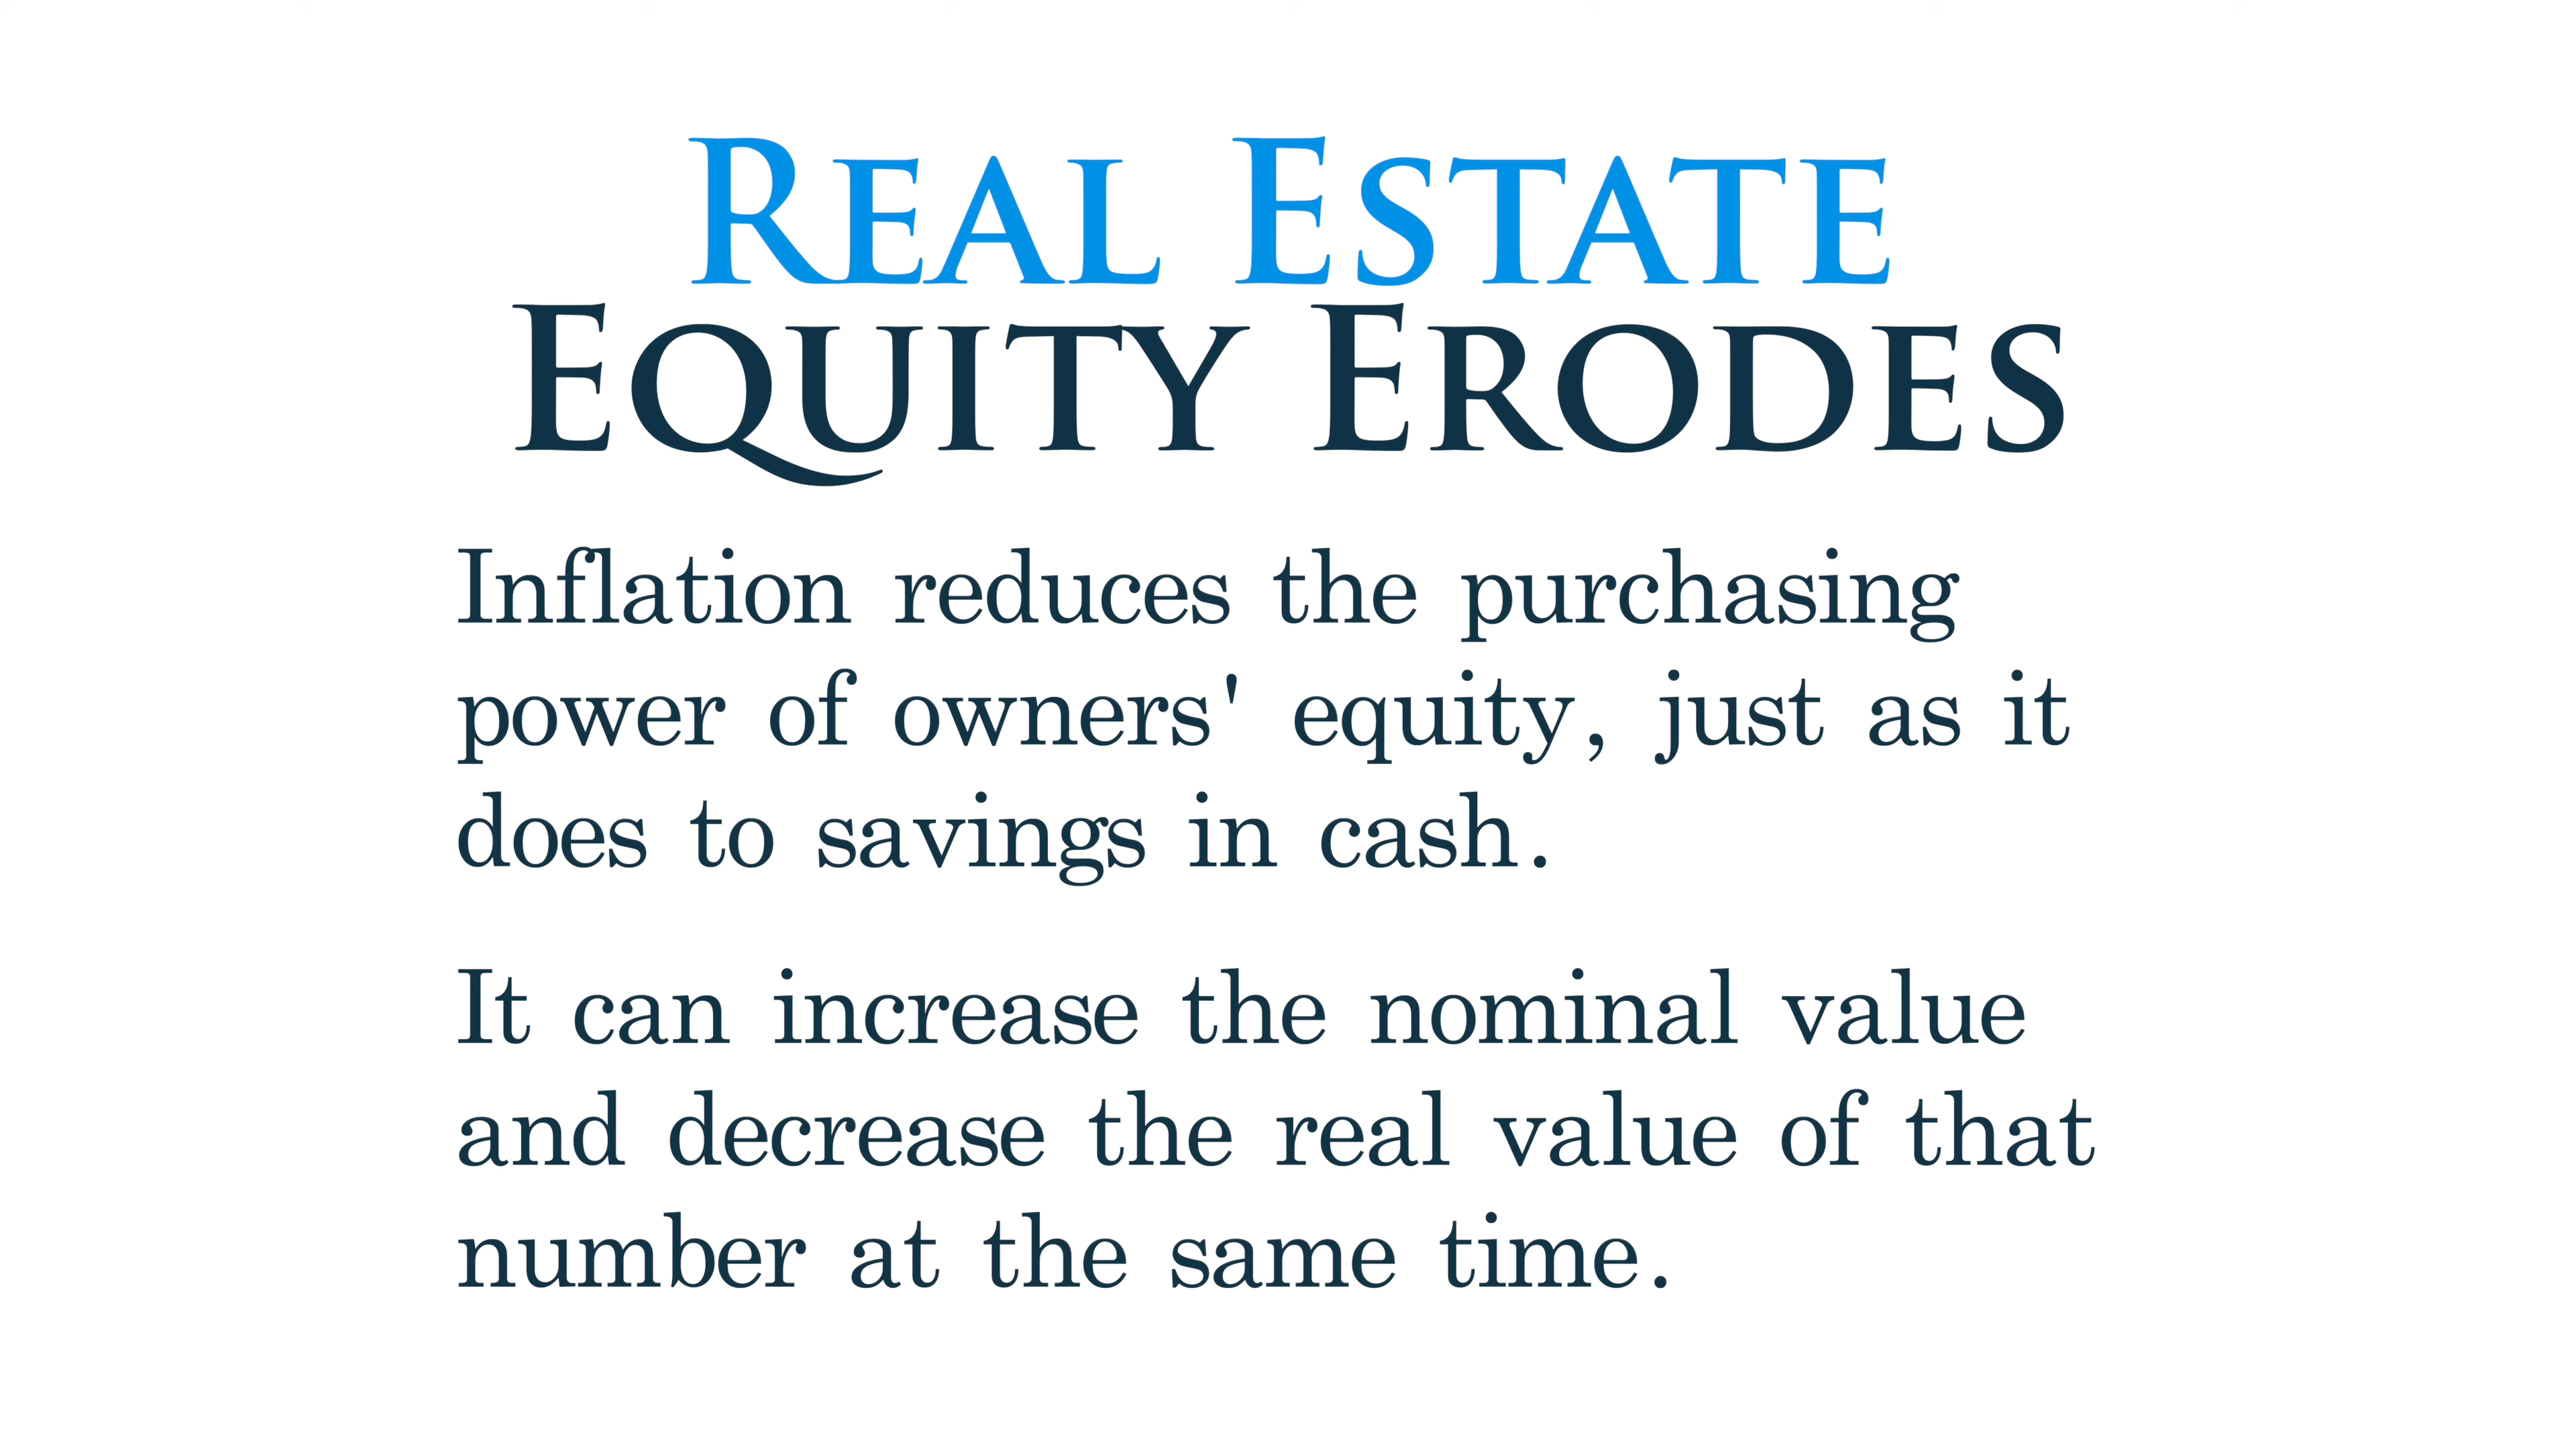 Real Estate
Equity Erodes
Inflation reduces the purchasing
power of owners' equity, just as it
does to savings in cash.
It can increase the nominal value
and decrease the real value of that
number at the same time.